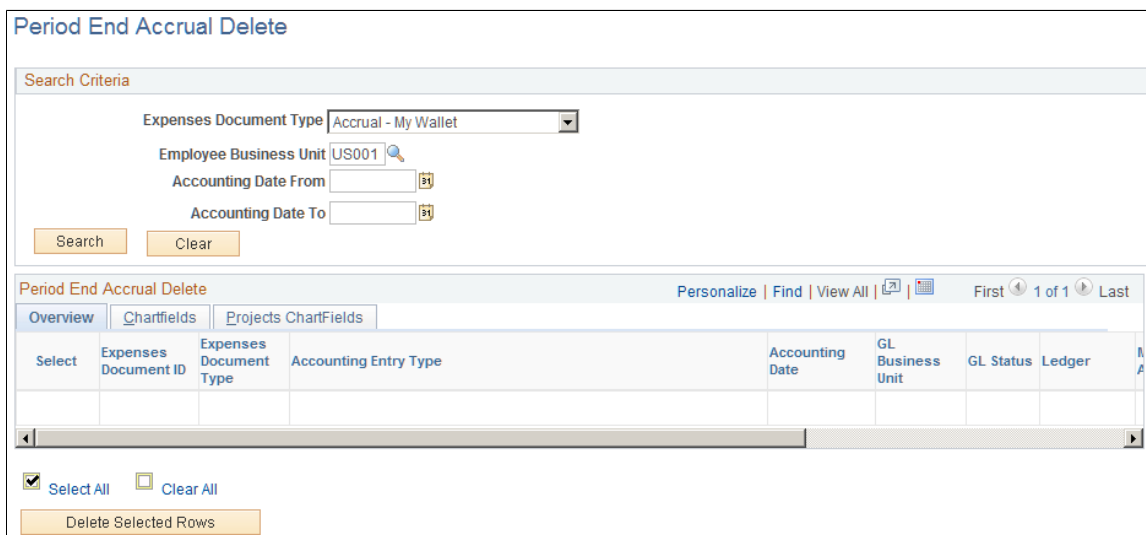 Period End Accrual Delete
Search Criteria
Expenses Document Type Accrual - My Wallet
Employee Business Unit US001
Accounting Date From
Accounting Date To
Search Clear
Period End Accrual Delete Personalize | Find | View All | | First 1 of 1 Last
Overview Chartfields Projects ChartFields
Select Expenses Document ID Expenses Document Type Accounting Entry Type Accounting Date GL Business Unit GL Status Ledger
Select All Clear All
Delete Selected Rows